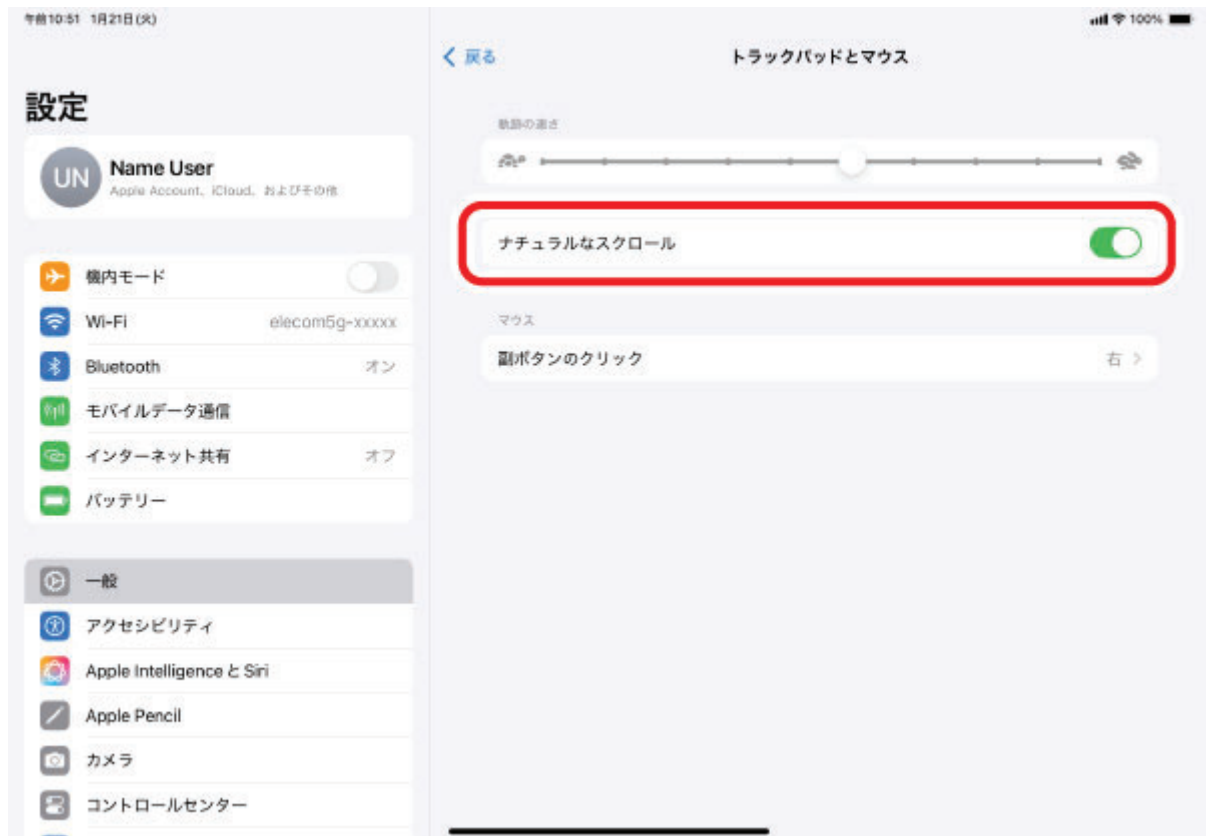 午前10:51 1月21日(火)
100%
設定
UN
Name User
Apple Account、iCloud、およびその他
機内モード
Wi-Fi elecom5g-xxxxx
Bluetooth オン
モバイルデータ通信
インターネット共有 オフ
バッテリー
一般
アクセシビリティ
Apple Intelligence と Siri
Apple Pencil
カメラ
コントロールセンター
戻る
トラックパッドとマウス
軌跡の速さ
ナチュラルなスクロール
マウス
副ボタンのクリック 右